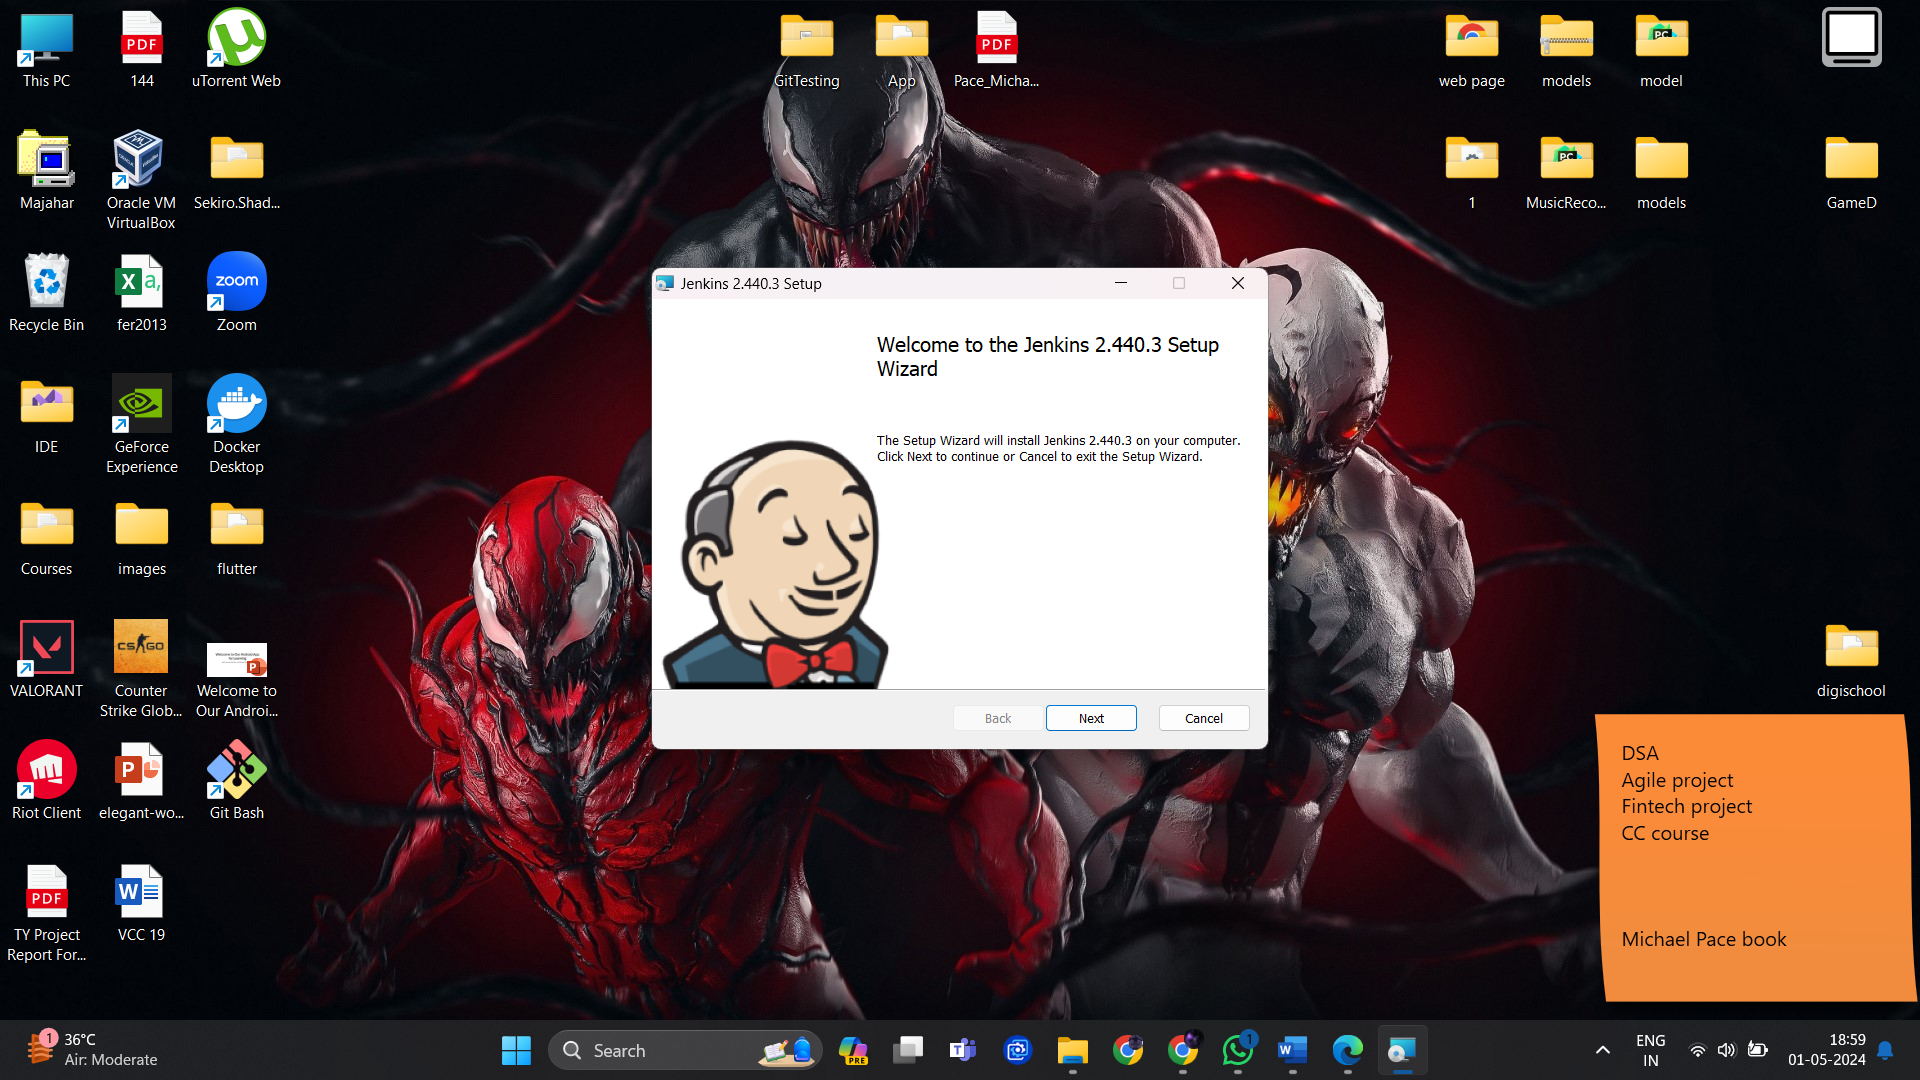 This PC
144
uTorrent Web
GitTesting
App
Pace_Micha...
web page
models
model
Majahar
Oracle VM
VirtualBox
Sekiro.Shad...
1
MusicReco...
models
GameD
Recycle Bin
fer2013
zoom
Zoom
Jenkins 2.440.3 Setup
Welcome to the Jenkins 2.440.3 Setup
Wizard
The Setup Wizard will install Jenkins 2.440.3 on your computer.
Click Next to continue or Cancel to exit the Setup Wizard.
Back
Next
Cancel
IDE
GeForce
Experience
Docker
Desktop
Courses
images
flutter
VALORANT
CS:GO
Counter
Strike Glob...
Welcome to
Our Androi...
digischool
Riot Client
elegant-wo...
Git Bash
PDF
TY Project
Report For...
VCC 19
DSA
Agile project
Fintech project
CC course
Michael Pace book
1
36°C
Air: Moderate
Search
PRE
1
ENG
IN
18:59
01-05-2024